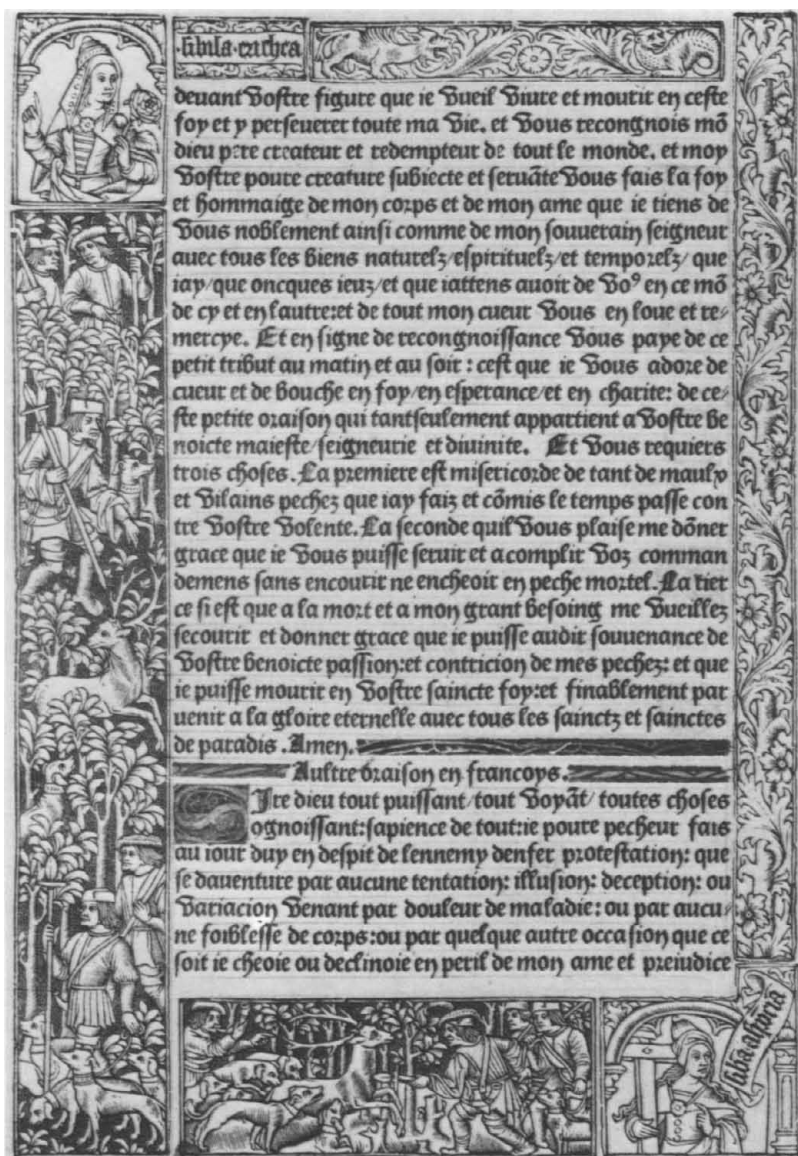 ·sibila·erichea
deuant Vostre figure que ie Vueil Viure et mourir en ceste
foy et y perseuerer toute ma Vie. et Vous recongnois mõ
dieu pere createur et redempteur de tout le monde. et moy
Vostre poure creature subiecte et seruãte Vous fais la foy
et hommaige de mon corps et de mon ame que ie tiens de
Vous noblement ainsi comme de mon souuerain seigneur
auec tous les biens naturelz/espirituelz/et temporelz/ que
iay/que oncques ieuz/et que iattens auoir de Voꝰ en ce mõ
de cy et en lautre:et de tout mon cueur Vous en loue et re/
mercye. Et en signe de recongnoissance Vous paye de ce
petit tribut au matin et au soir : cest que ie Vous adore de
cueur et de bouche en foy/en esperance/et en charite: de ce/
ste petite oraison qui tantseulement appartient a Vostre be
noicte maieste/seigneurie et diuinite. Et Vous requiers
trois choses. La premiere est misericorde de tant de maulx
et Vilains pechez que iay faiz et cõmis le temps passe con
tre Vostre Volente. La seconde quil Vous plaise me dõner
grace que ie Vous puisse seruir et acomplir Voz comman
demens sans encourir ne encheoir en peche mortel. La tier
ce si est que a la mort et a mon grant besoing me Vueillez
secourir et donner grace que ie puisse audir souuenance de
Vostre benoicte passion:et contricion de mes pechez: et que
ie puisse mourir en Vostre saincte foy:et finablement par
uenir a la gloire eternelle auec tous les sainctz et sainctes
de paradis . Amen.
Aultre oraison en francoys.
SIre dieu tout puissant/tout Voyãt/ toutes choses
ognoissant:sapience de tout:ie poure pecheur fais
au iour duy en despit de lennemy denfer protestation: que
se dauenture par aucune tentation: illusion: deception: ou
Variacion Venant par douleur de maladie: ou par aucu/
ne foiblesse de corps:ou par quelque autre occasion que ce
soit ie cheoie ou declinoie en peril de mon ame et preiudice